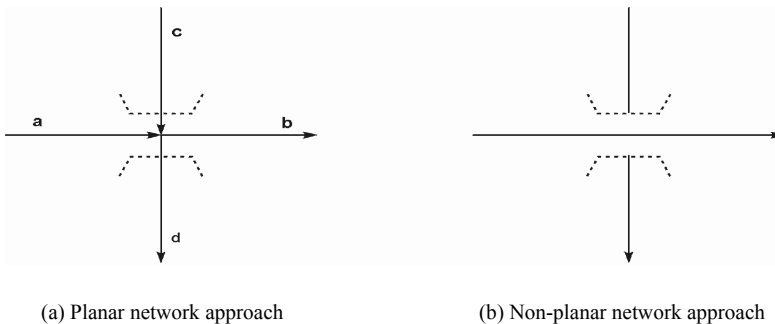 c
a
b
d
(a) Planar network approach
(b) Non-planar network approach